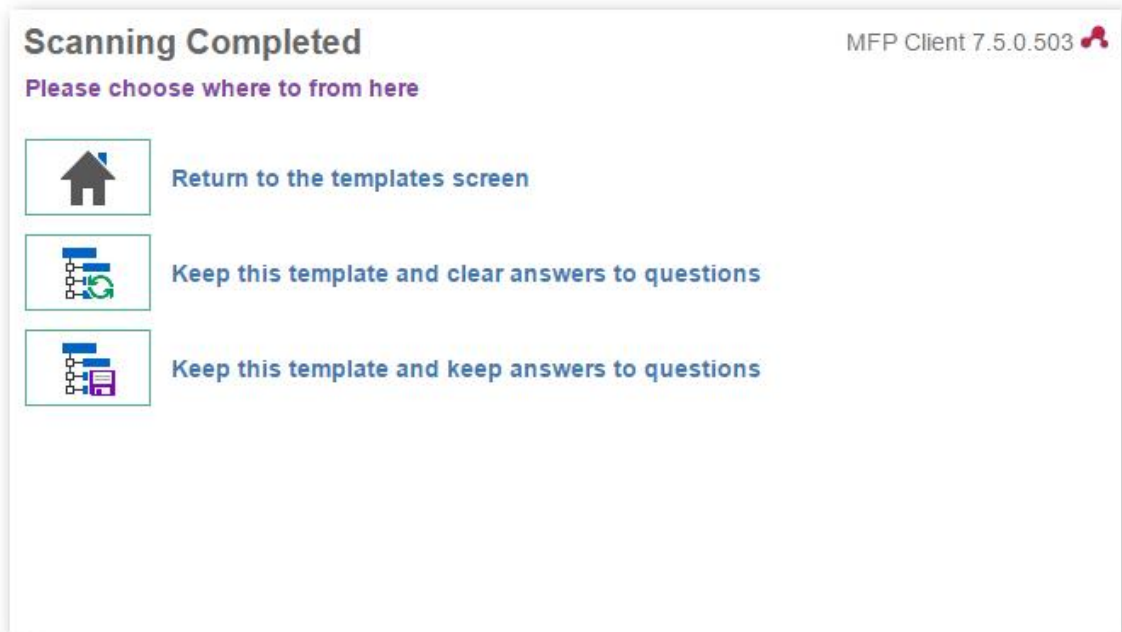 Scanning Completed
MFP Client 7.5.0.503
Please choose where to from here
Return to the templates screen
Keep this template and clear answers to questions
Keep this template and keep answers to questions